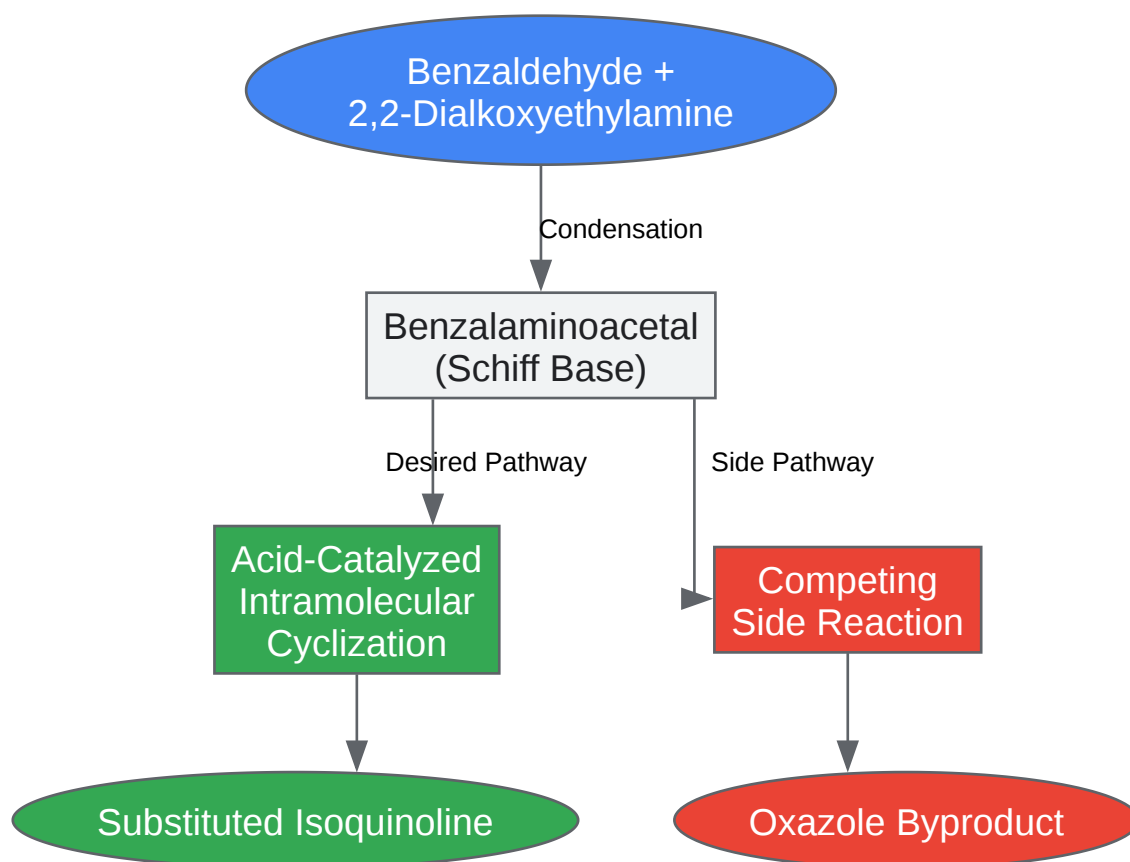 Benzaldehyde +
2,2-Dialkoxyethylamine
Condensation
Benzalaminoacetal
(Schiff Base)
Desired Pathway
Side Pathway
Acid-Catalyzed
Intramolecular
Cyclization
Competing
Side Reaction
Substituted Isoquinoline
Oxazole Byproduct